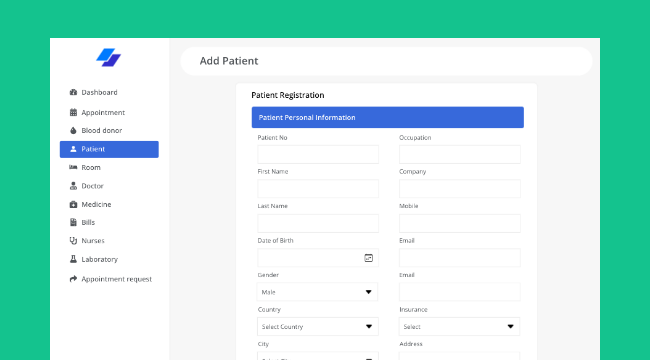 Add Patient
Dashboard
Appointment
Blood donor
Patient
Room
Doctor
Medicine
Bills
Nurses
Laboratory
Appointment request
Patient Registration
Patient Personal Information
Patient No
Occupation
First Name
Company
Last Name
Mobile
Date of Birth
Email
Gender
Email
Male
Country
Insurance
Select Country
Select
City
Address